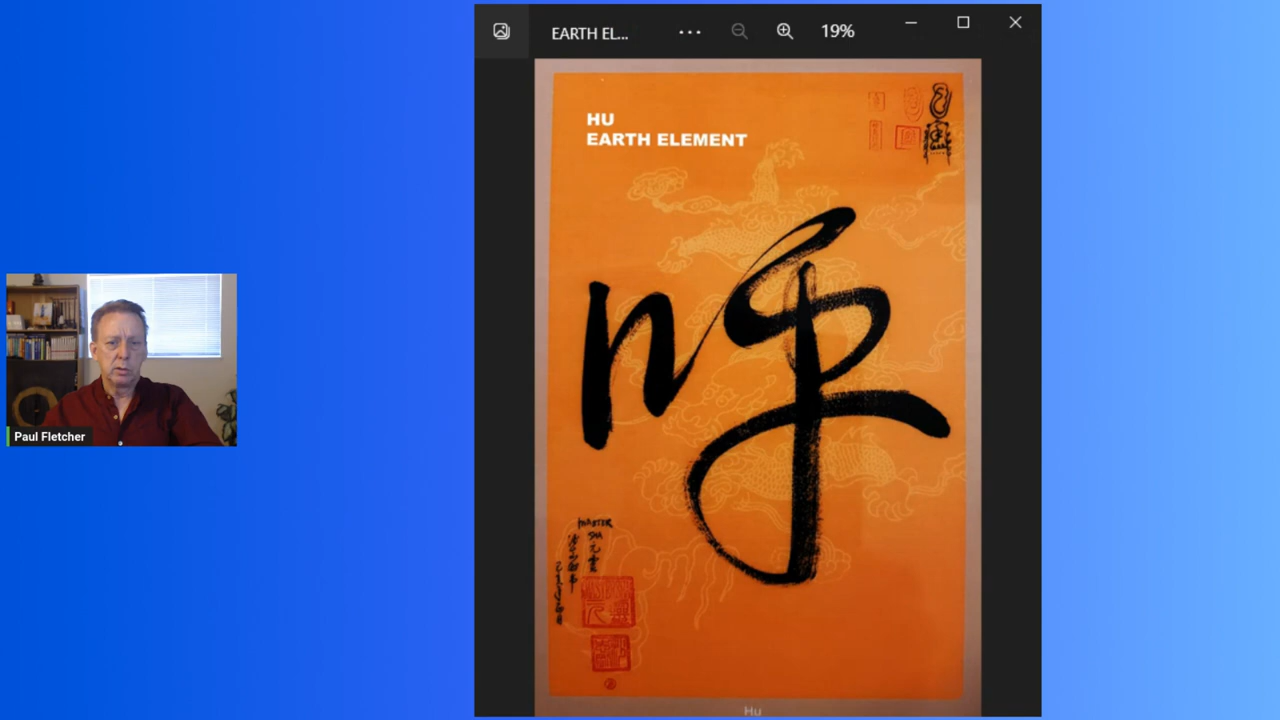 EARTH EL...
19%
HU
EARTH ELEMENT
呼
MASTER
SHA
Hu
Paul Fletcher